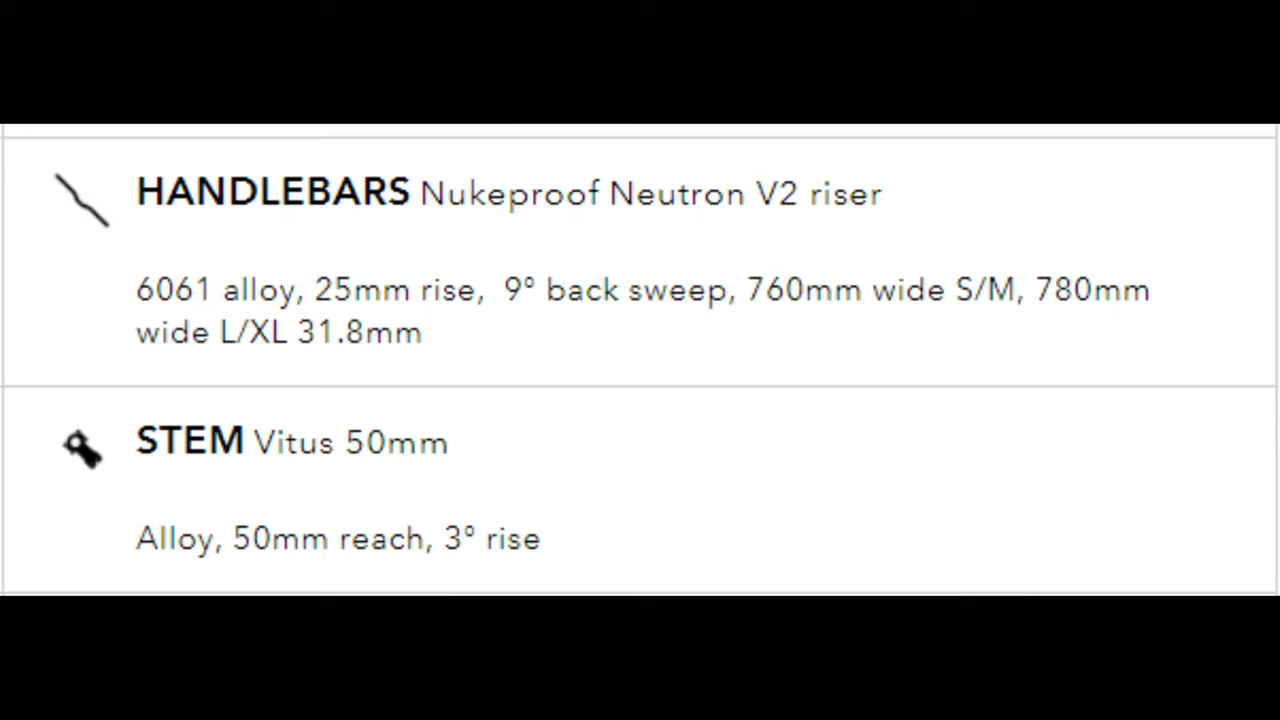 HANDLEBARS Nukeproof Neutron V2 riser
6061 alloy, 25mm rise,  9° back sweep, 760mm wide S/M, 780mm
wide L/XL 31.8mm
STEM Vitus 50mm
Alloy, 50mm reach, 3° rise